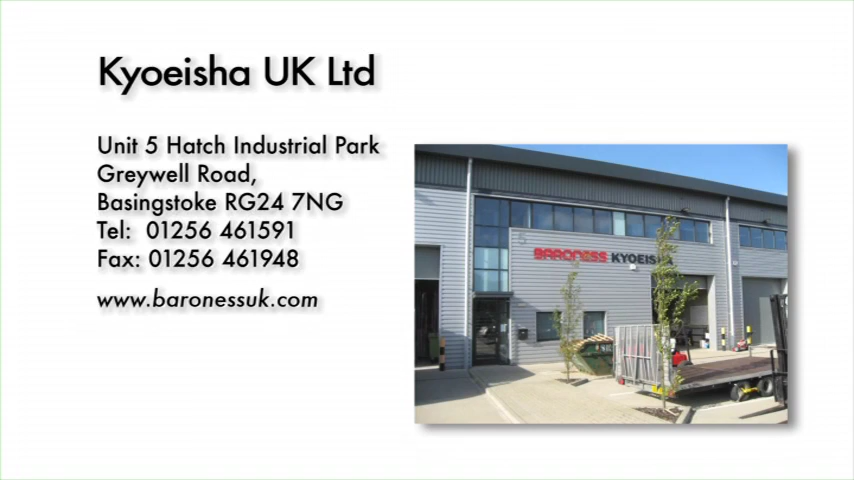 Kyoeisha UK Ltd
Unit 5 Hatch Industrial Park
Greywell Road,
Basingstoke RG24 7NG
Tel: 01256 461591
Fax: 01256 461948
www.baronessuk.com
5
BARONESS KYOEISHA